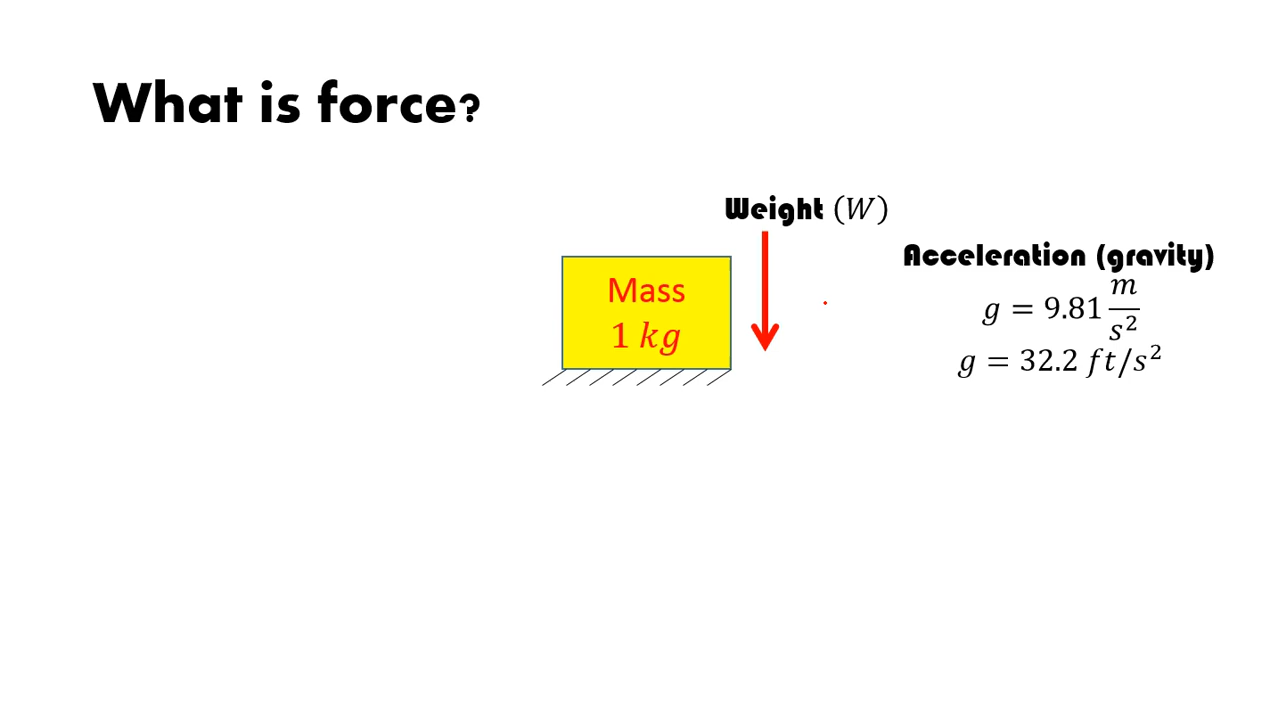 What is force?
Weight (𝑊)
Mass
1 𝑘𝑔
Acceleration (gravity)
𝑔 = 9.81 𝑚/𝑠²
𝑔 = 32.2 𝑓𝑡/𝑠²